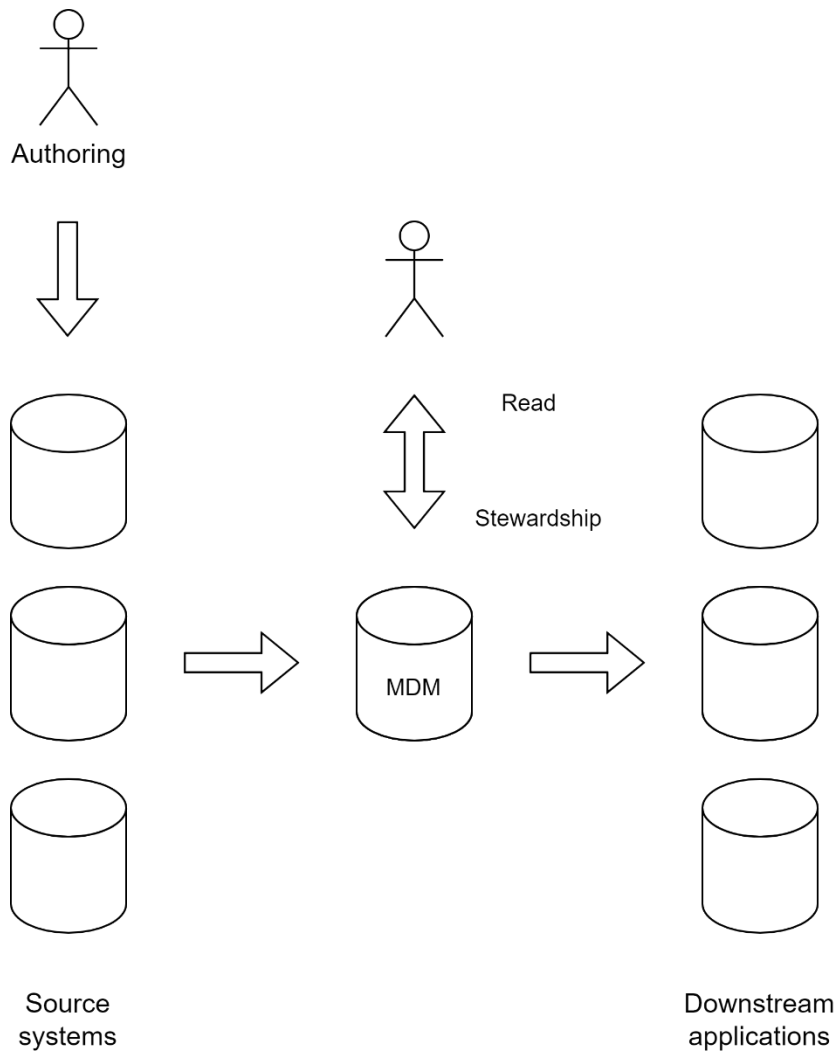 Authoring
Read
Stewardship
MDM
Source
systems
Downstream
applications